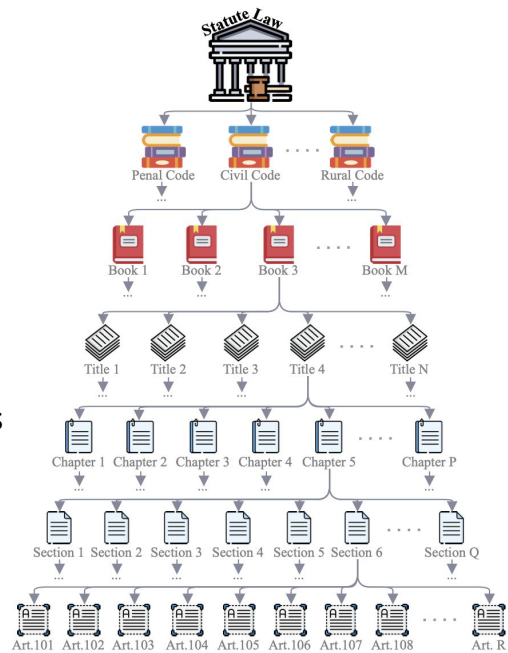 Statute Law
Penal Code Civil Code .... Rural Code
... ...
Book 1 Book 2 Book 3 .... Book M
... ... ...
Title 1 Title 2 Title 3 Title 4 .... Title N
... ... ... ...
s
Chapter 1 Chapter 2 Chapter 3 Chapter 4 Chapter 5 .... Chapter P
... ... ... ... ...
Section 1 Section 2 Section 3 Section 4 Section 5 Section 6 .... Section Q
... ... ... ... ... ...
A A A A A A A A A
Art.101 Art.102 Art.103 Art.104 Art.105 Art.106 Art.107 Art.108 .... Art. R